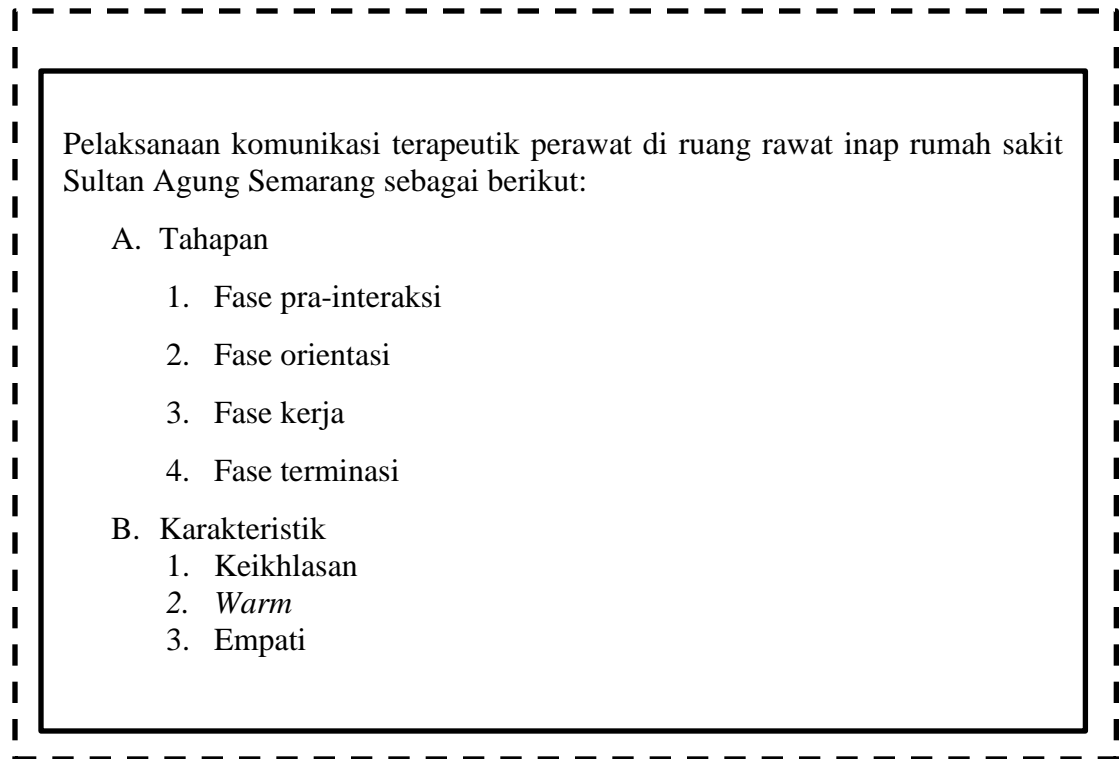 Pelaksanaan komunikasi terapeutik perawat di ruang rawat inap rumah sakit
Sultan Agung Semarang sebagai berikut:
A. Tahapan
1. Fase pra-interaksi
2. Fase orientasi
3. Fase kerja
4. Fase terminasi
B. Karakteristik
1. Keikhlasan
2. Warm
3. Empati